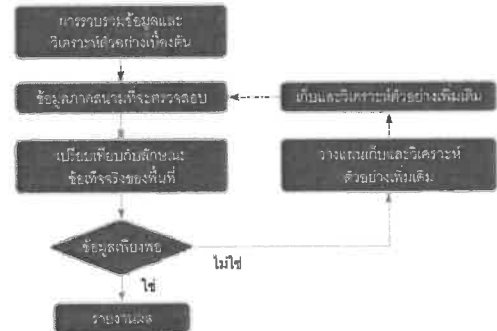 การรวบรวมข้อมูลและ
วิเคราะห์ตัวอย่างเบื้องต้น
ข้อมูลภาคสนามที่จะตรวจสอบ
เก็บและวิเคราะห์ตัวอย่างเพิ่มเติม
เปรียบเทียบกับลักษณะ
ข้อเท็จจริงของพื้นที่
วางแผนเก็บและวิเคราะห์
ตัวอย่างเพิ่มเติม
ข้อมูลเพียงพอ
ไม่ใช่
ใช่
รายงานผล